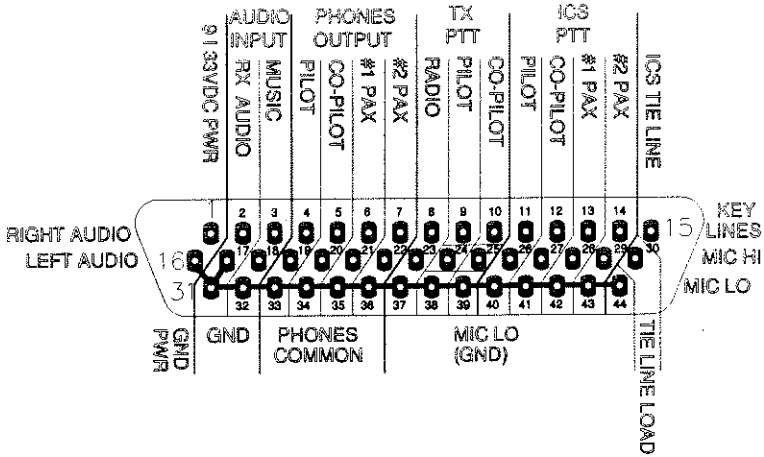 AUDIO INPUT
PHONES OUTPUT
TX PTT
ICS PTT
9 | 33VDC PWR
RX AUDIO
MUSIC
PILOT
CO-PILOT
#1 PAX
#2 PAX
RADIO
PILOT
CO-PILOT
PILOT
CO-PILOT
#1 PAX
#2 PAX
ICS TIE LINE
1 2 3 4 5 6 7 8 9 10 11 12 13 14 15
RIGHT AUDIO
KEY LINES
LEFT AUDIO
16 17 18 19 20 21 22 23 24 25 26 27 28 29 30
MIC HI
31
MIC LO
32 33 34 35 36 37 38 39 40 41 42 43 44
GND PWR
GND
PHONES COMMON
MIC LO (GND)
TIE LINE LOAD